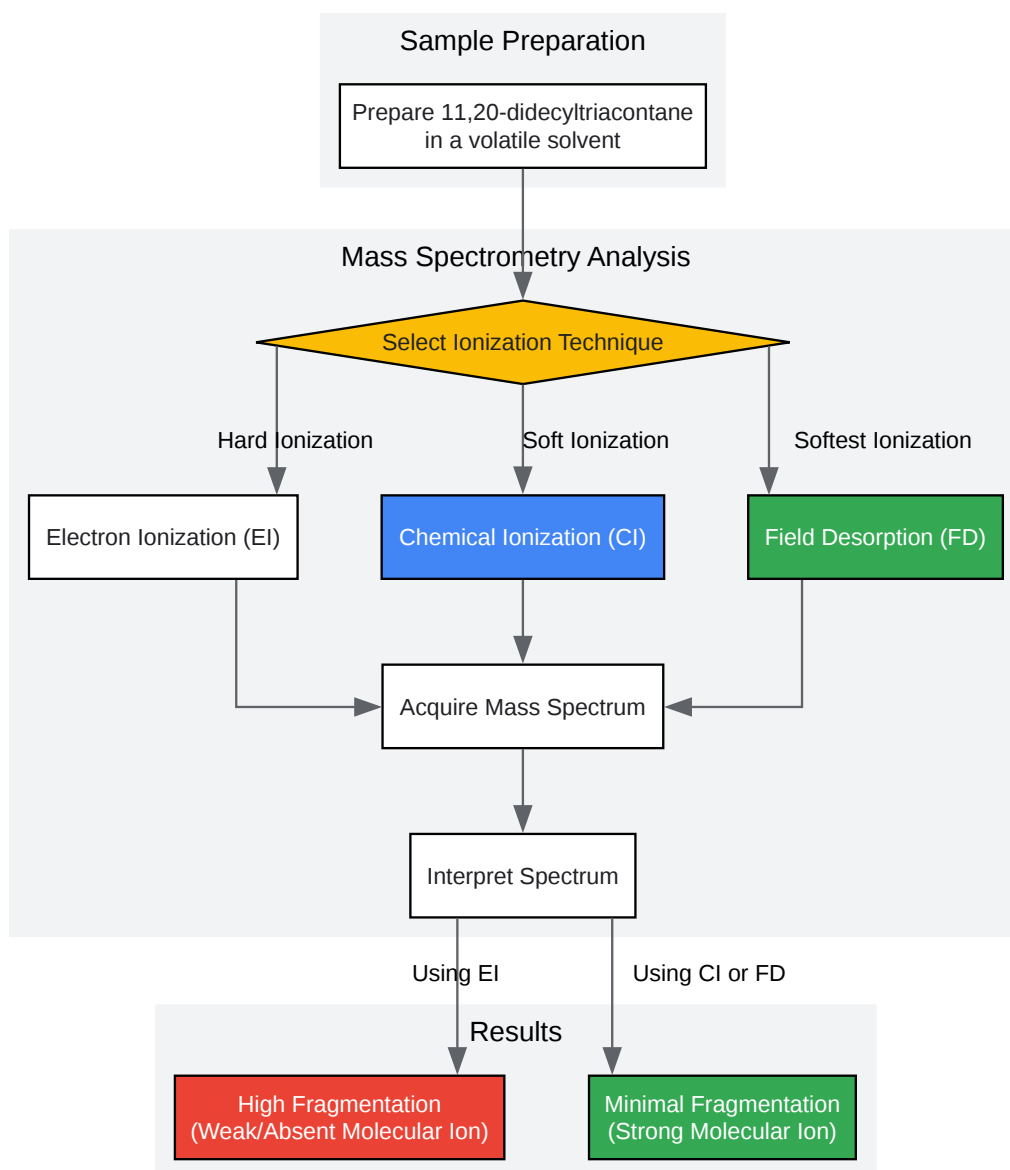 Sample Preparation
Prepare 11,20-didecyltriacontane
in a volatile solvent
Mass Spectrometry Analysis
Select Ionization Technique
Hard Ionization
Soft Ionization
Softest Ionization
Electron Ionization (EI)
Chemical Ionization (CI)
Field Desorption (FD)
Acquire Mass Spectrum
Interpret Spectrum
Using EI
Using CI or FD
Results
High Fragmentation
(Weak/Absent Molecular Ion)
Minimal Fragmentation
(Strong Molecular Ion)